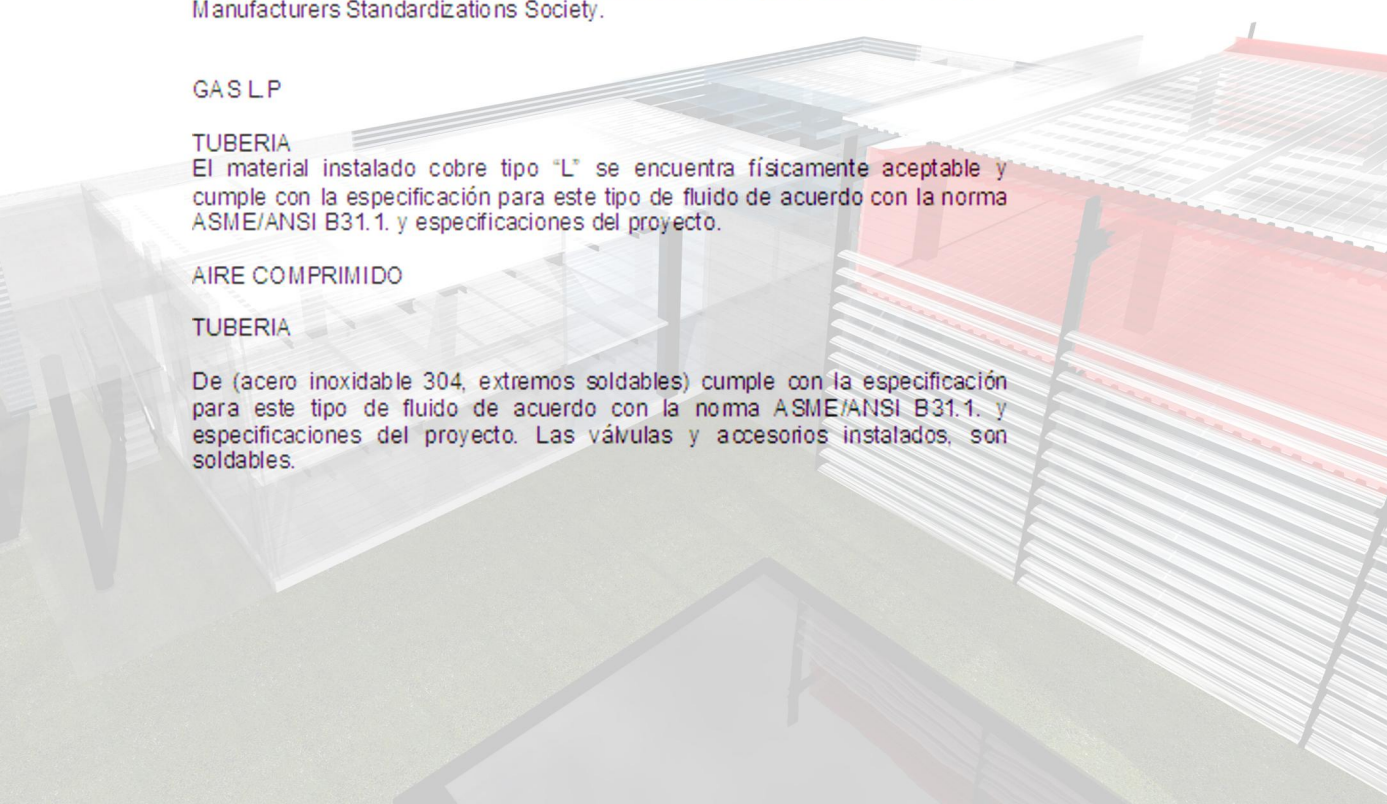 Manufacturers Standardizations Society.
GAS L.P
TUBERIA
El material instalado cobre tipo “L” se encuentra físicamente aceptable y
cumple con la especificación para este tipo de fluido de acuerdo con la norma
ASME/ANSI B31.1. y especificaciones del proyecto.
AIRE COMPRIMIDO
TUBERIA
De (acero inoxidable 304, extremos soldables) cumple con la especificación
para este tipo de fluido de acuerdo con la norma ASME/ANSI B31.1. y
especificaciones del proyecto. Las válvulas y accesorios instalados, son
soldables.